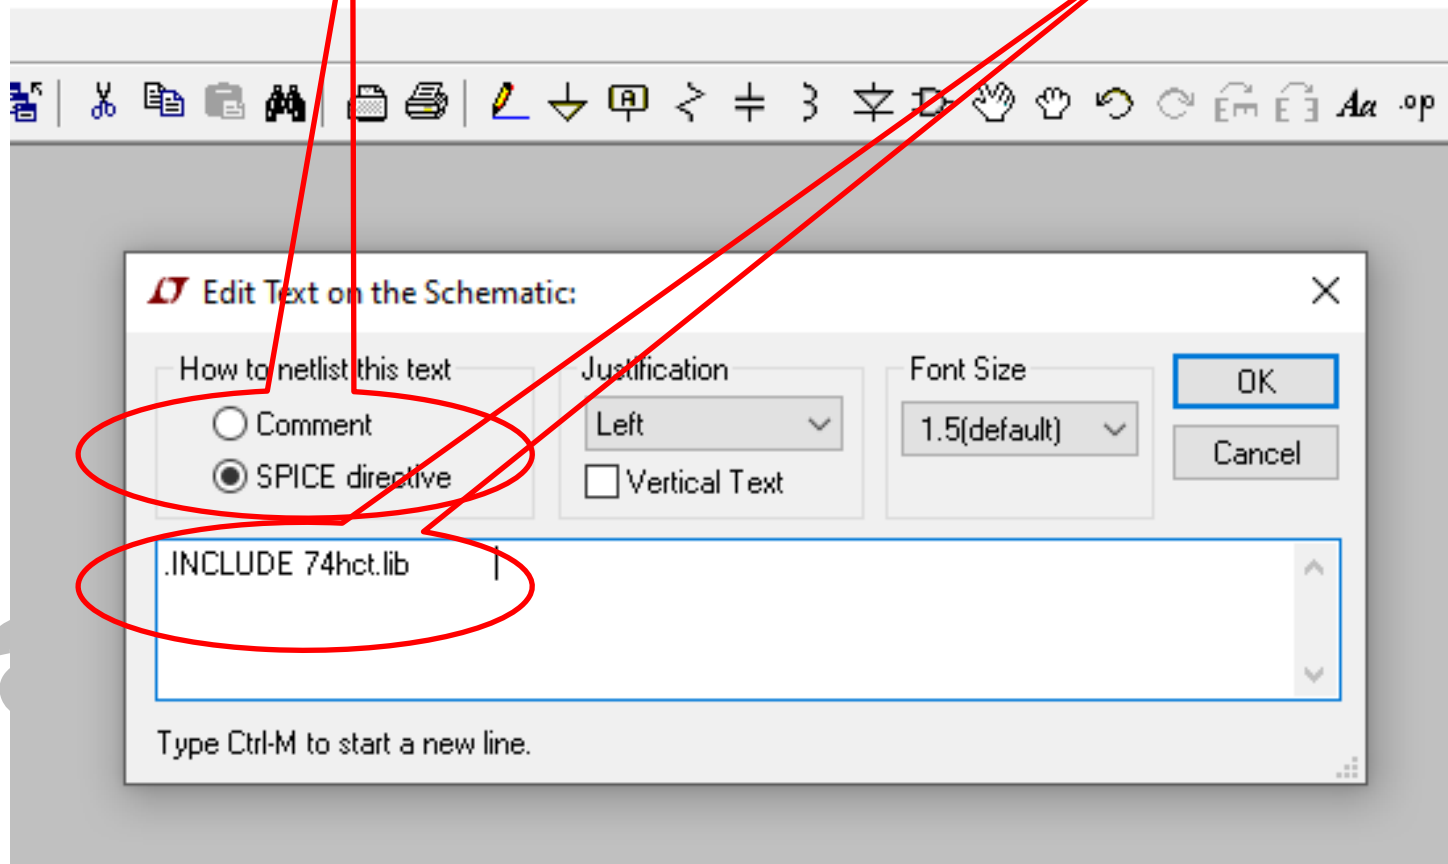 A
Aa .op
Edit Text on the Schematic:
How to netlist this text
Comment
SPICE directive
Justification
Left
Vertical Text
Font Size
1.5(default)
OK
Cancel
.INCLUDE 74hct.lib
Type Ctrl-M to start a new line.